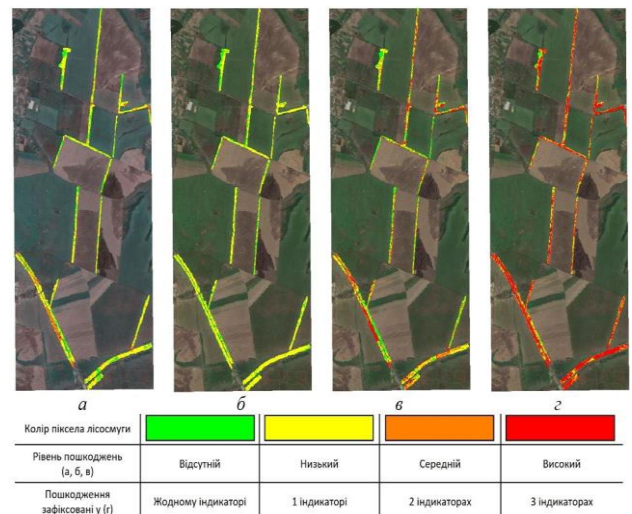 а б в г
Колір піксела лісосмуги
Рівень пошкоджень
(а, б, в)
Відсутній Низький Середній Високий
Пошкодження
зафіксовані у (г)
Жодному індикаторі 1 індикаторі 2 індикаторах 3 індикаторах